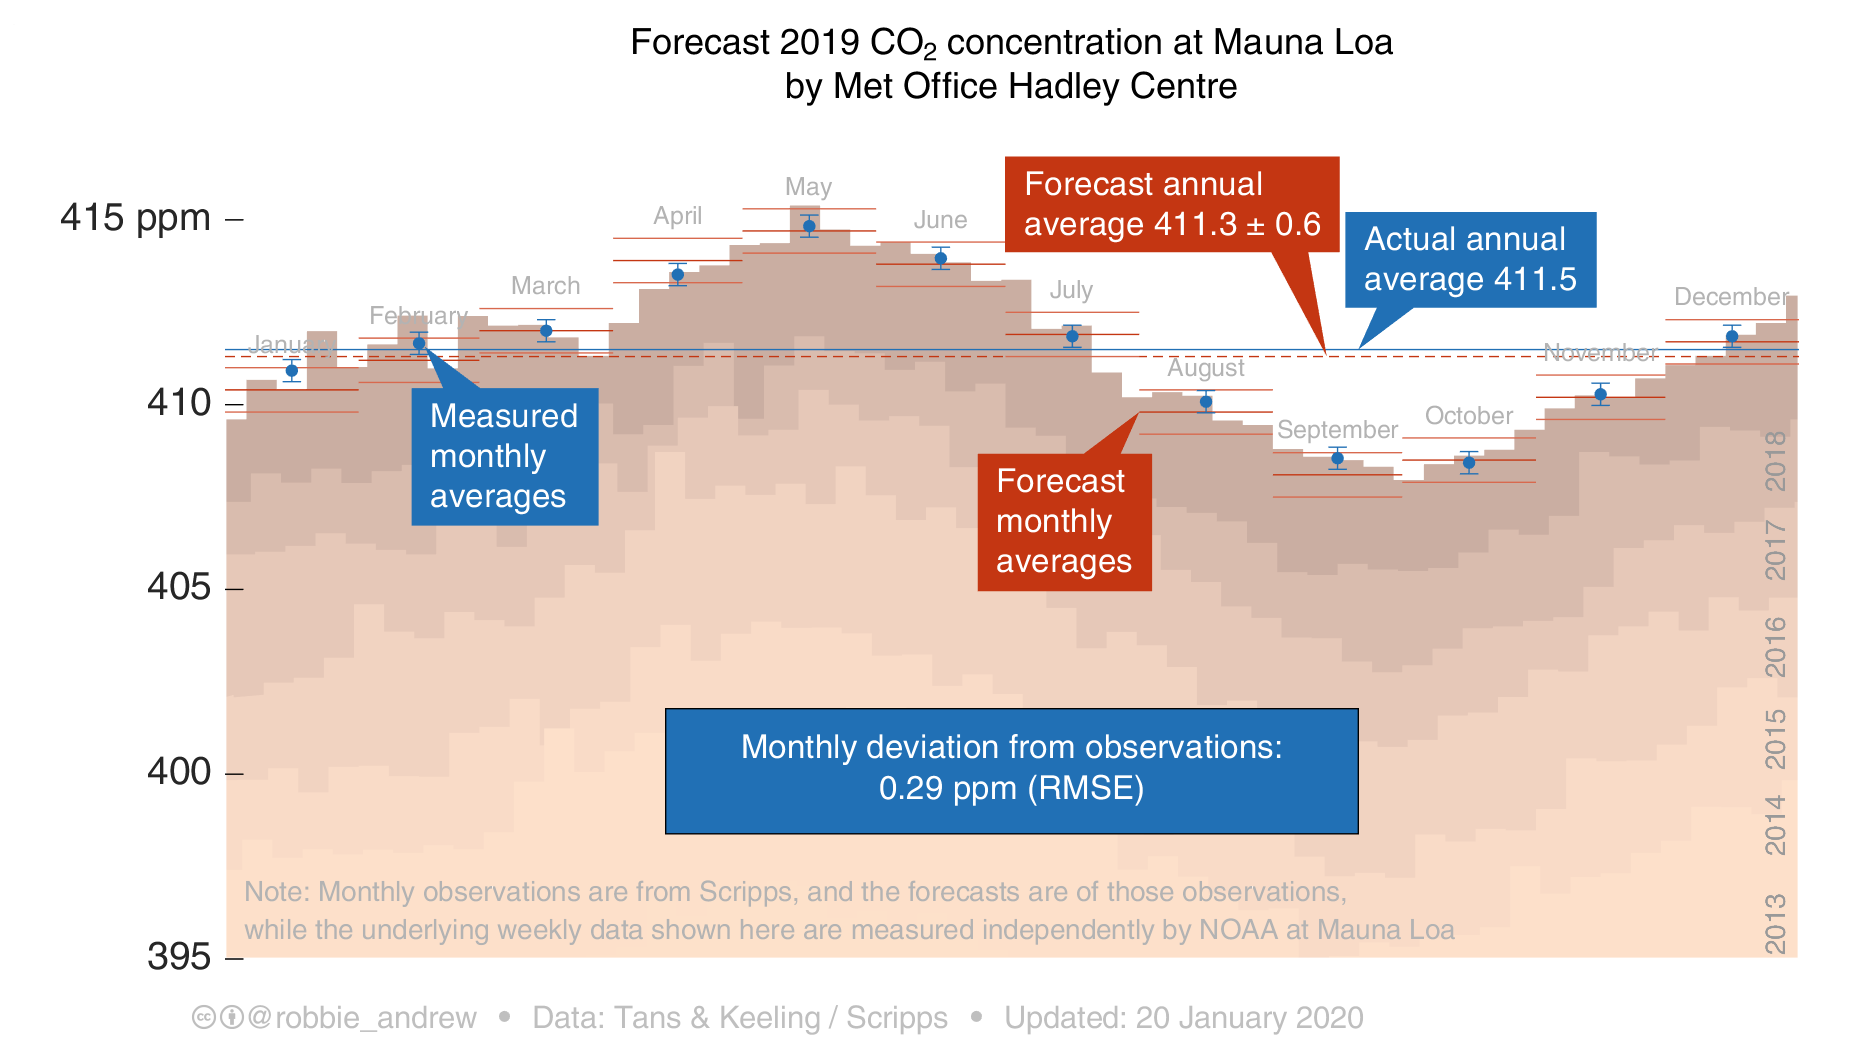 Forecast 2019 CO₂ concentration at Mauna Loa
by Met Office Hadley Centre
415 ppm
410
405
400
395
January
February
March
April
May
June
July
August
September
October
November
December
Forecast annual
average 411.3 ± 0.6
Actual annual
average 411.5
Measured
monthly
averages
Forecast
monthly
averages
Monthly deviation from observations:
0.29 ppm (RMSE)
2018
2017
2016
2015
2014
2013
Note: Monthly observations are from Scripps, and the forecasts are of those observations,
while the underlying weekly data shown here are measured independently by NOAA at Mauna Loa
@robbie_andrew • Data: Tans & Keeling / Scripps • Updated: 20 January 2020